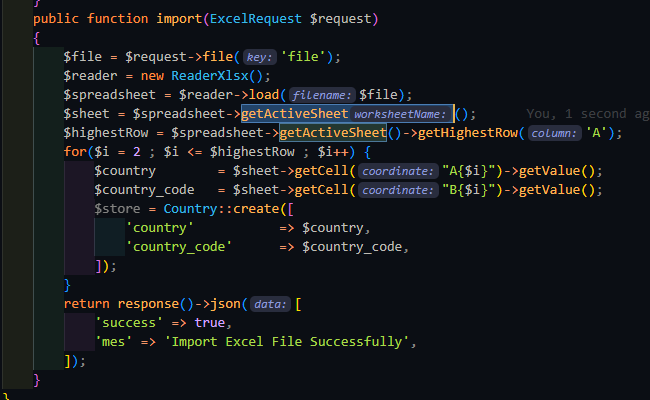 }
public function import(ExcelRequest $request)
{
$file = $request->file(key: 'file');
$reader = new ReaderXlsx();
$spreadsheet = $reader->load(filename: $file);
$sheet = $spreadsheet->getActiveSheet worksheetName: ();    You, 1 second ag
$highestRow = $spreadsheet->getActiveSheet()->getHighestRow(column: 'A');
for($i = 2 ; $i <= $highestRow ; $i++) {
$country        = $sheet->getCell(coordinate: "A{$i}")->getValue();
$country_code   = $sheet->getCell(coordinate: "B{$i}")->getValue();
$store = Country::create([
'country'           => $country,
'country_code'      => $country_code,
]);
}
return response()->json(data: [
'success' => true,
'mes' => 'Import Excel File Successfully',
]);
}
}